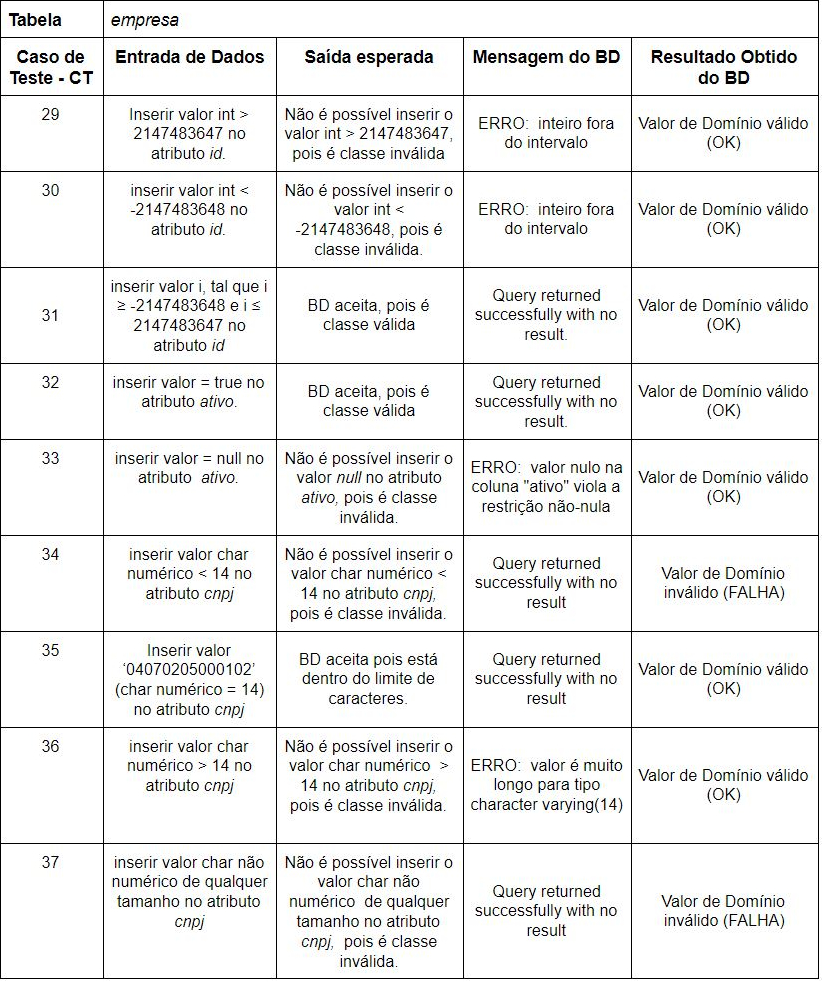 Tabela empresa
Caso de Teste - CT
Entrada de Dados
Saída esperada
Mensagem do BD
Resultado Obtido
do BD
29
Inserir valor int >
2147483647 no
atributo id.
Não é possível inserir o
valor int > 2147483647,
pois é classe inválida
ERRO:  inteiro fora
do intervalo
Valor de Domínio válido
(OK)
30
inserir valor int <
-2147483648 no
atributo id.
Não é possível inserir o
valor int <
-2147483648, pois é
classe inválida.
ERRO:  inteiro fora
do intervalo
Valor de Domínio válido
(OK)
31
inserir valor i, tal que i
≥ -2147483648 e i ≤
2147483647 no
atributo id
BD aceita, pois é
classe válida
Query returned
successfully with no
result.
Valor de Domínio válido
(OK)
32
inserir valor = true no
atributo ativo.
BD aceita, pois é
classe válida
Query returned
successfully with no
result.
Valor de Domínio válido
(OK)
33
inserir valor = null no
atributo  ativo.
Não é possível inserir o
valor null no atributo
ativo, pois é classe
inválida.
ERRO:  valor nulo na
coluna "ativo" viola a
restrição não-nula
Valor de Domínio válido
(OK)
34
inserir valor char
numérico < 14 no
atributo cnpj
Não é possível inserir o
valor char numérico <
14 no atributo cnpj,
pois é classe inválida.
Query returned
successfully with no
result
Valor de Domínio
inválido (FALHA)
35
Inserir valor
‘04070205000102’
(char numérico = 14)
no atributo cnpj
BD aceita pois está
dentro do limite de
caracteres.
Query returned
successfully with no
result
Valor de Domínio válido
(OK)
36
inserir valor char
numérico > 14 no
atributo cnpj
Não é possível inserir o
valor char numérico  >
14 no atributo cnpj,
pois é classe inválida.
ERRO:  valor é muito
longo para tipo
character varying(14)
Valor de Domínio válido
(OK)
37
inserir valor char não
numérico de qualquer
tamanho no atributo
cnpj
Não é possível inserir o
valor char não
numérico  de qualquer
tamanho no atributo
cnpj,  pois é classe
inválida.
Query returned
successfully with no
result
Valor de Domínio
inválido (FALHA)